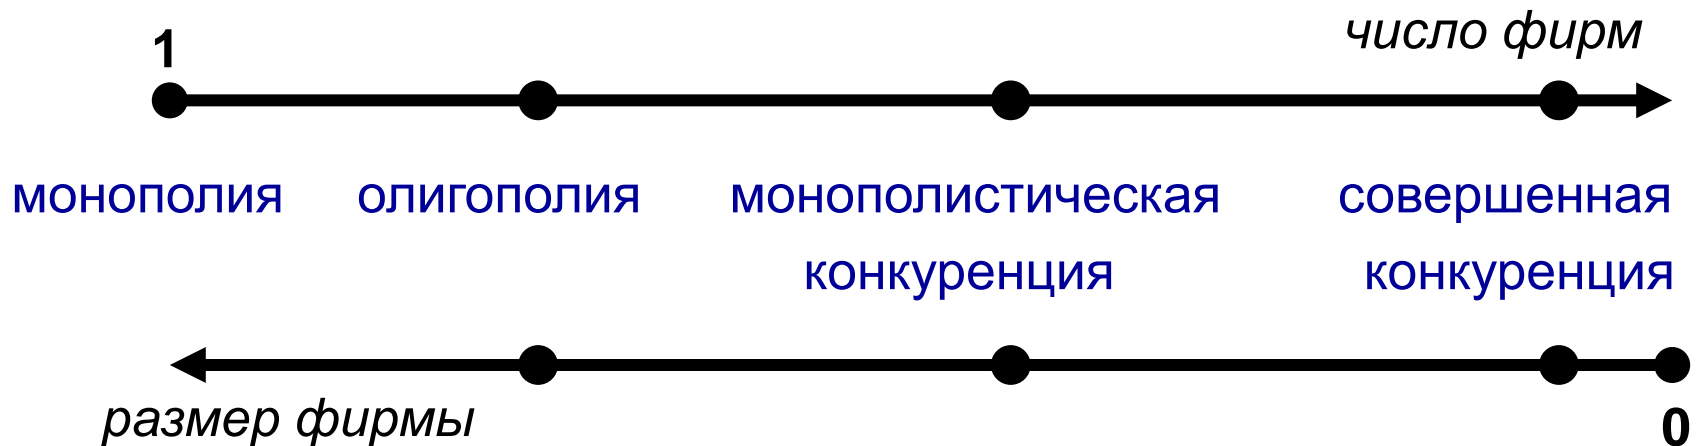 1
число фирм
монополия олигополия монополистическая совершенная
конкуренция конкуренция
размер фирмы
0